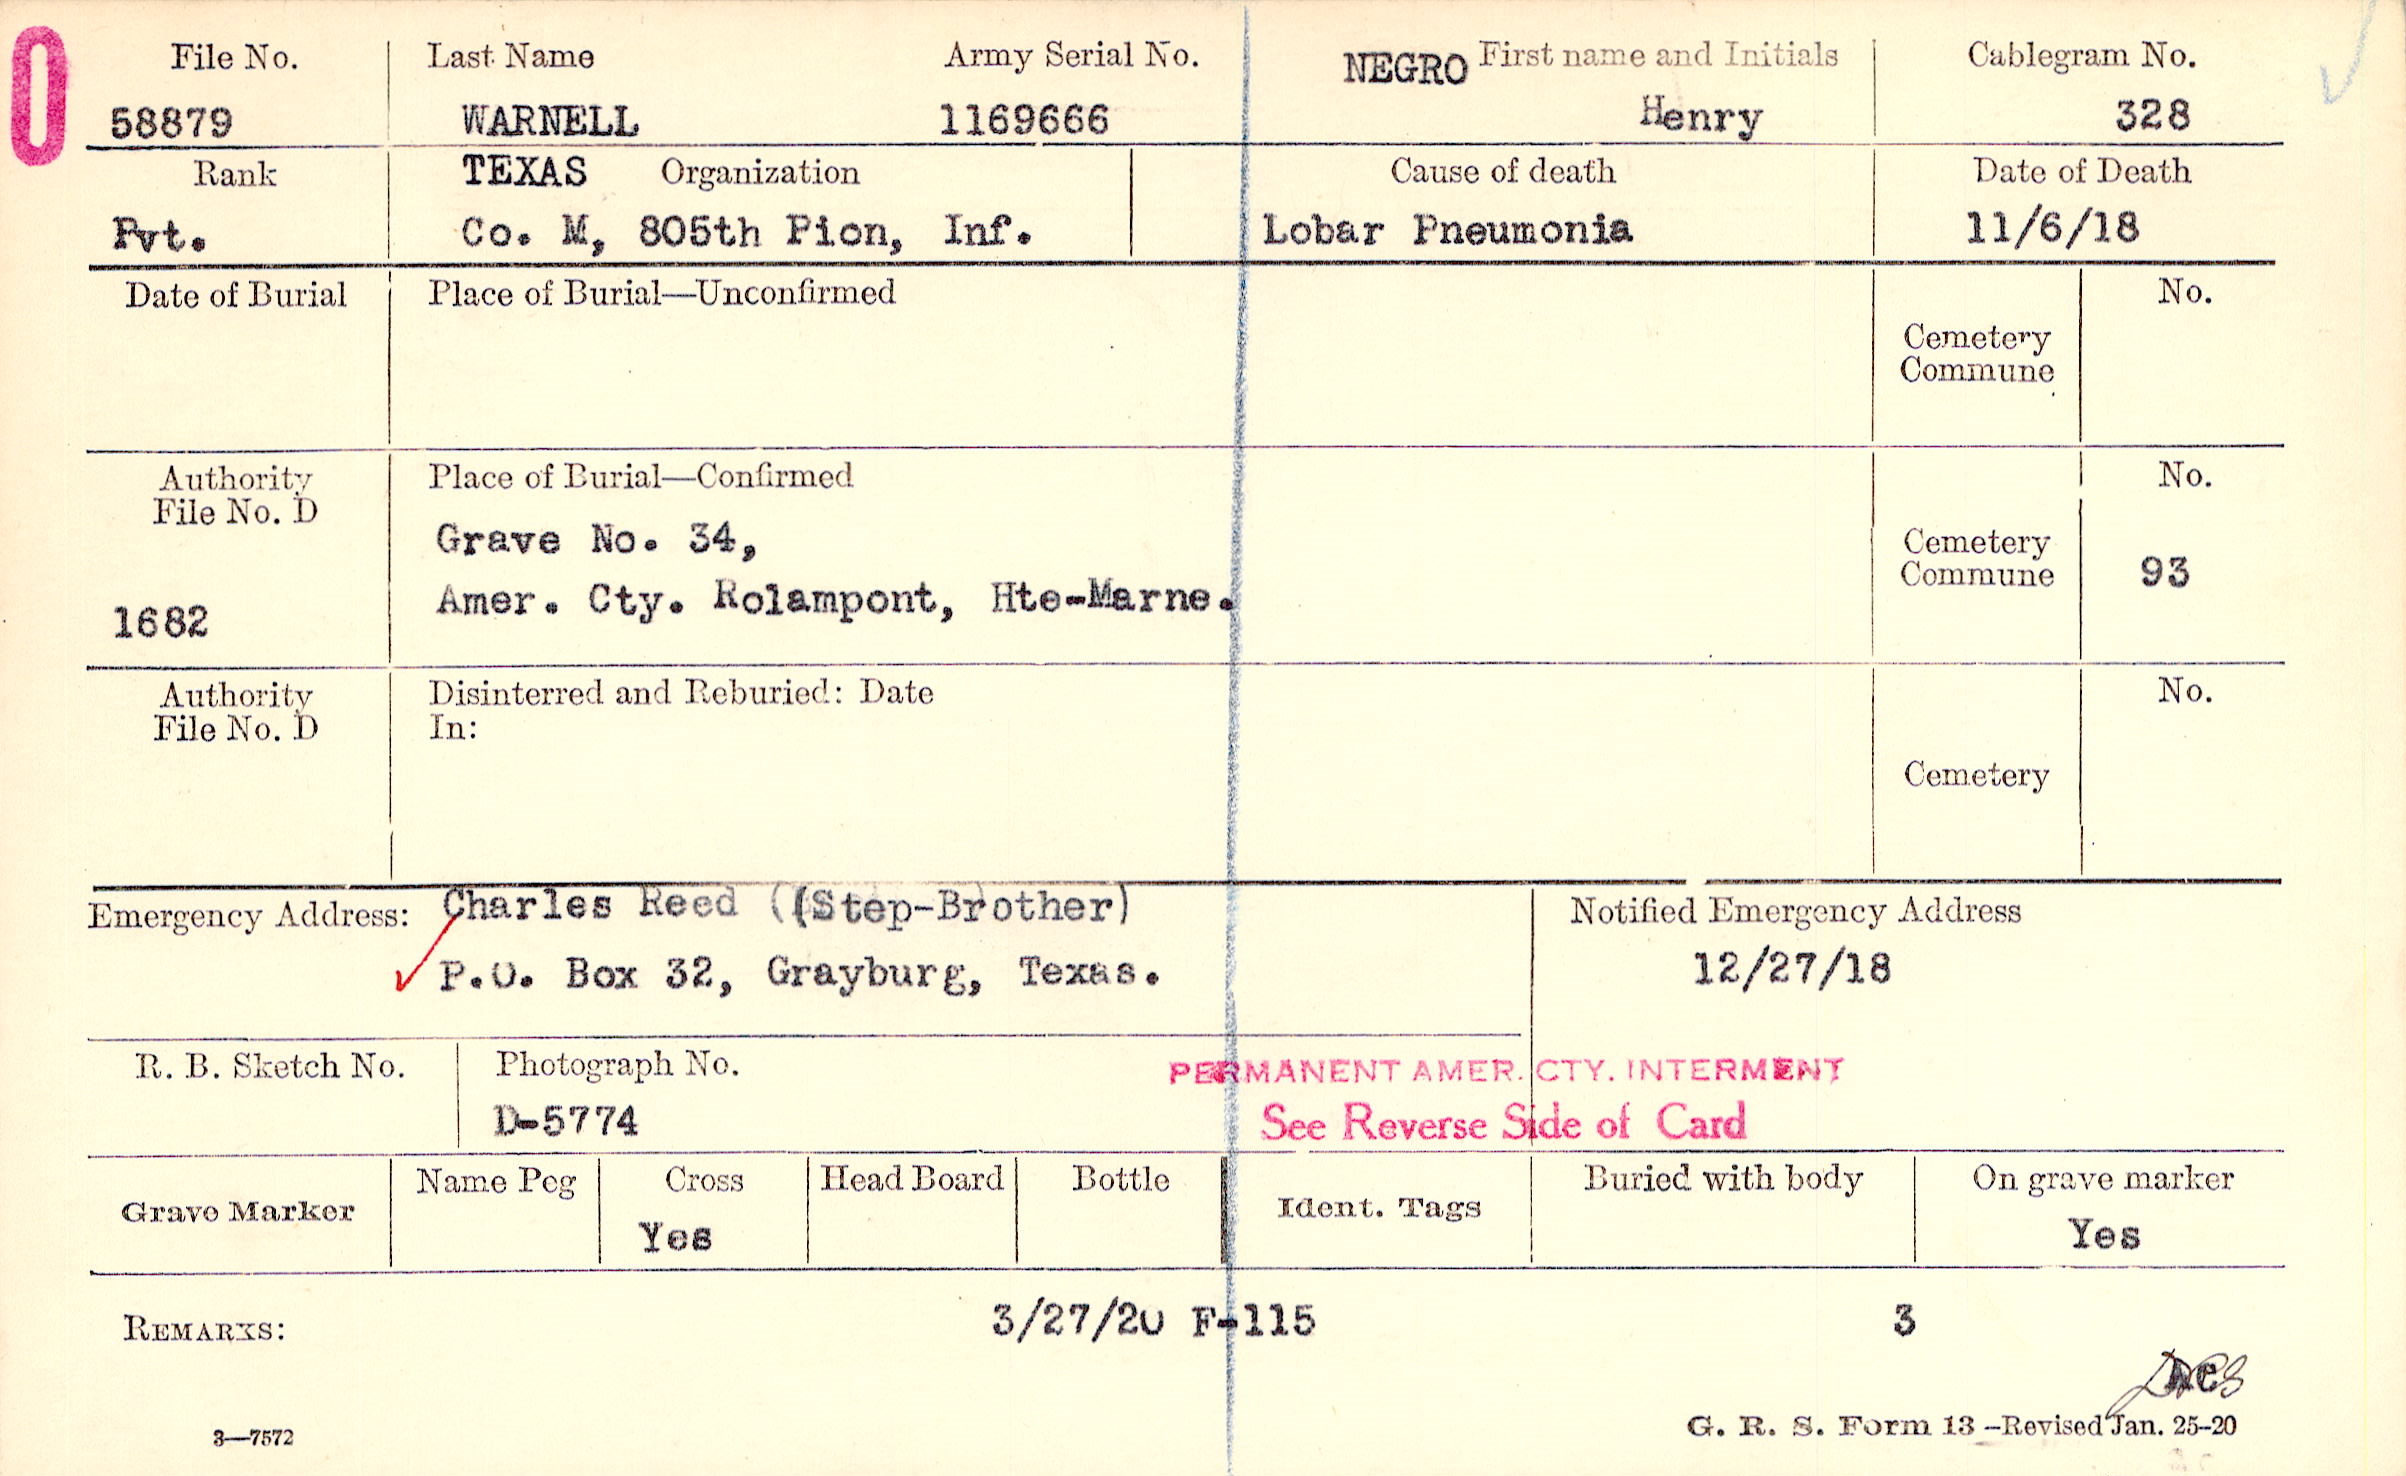 0
File No. Last Name Army Serial No. NEGRO First name and Initials Cablegram No.
58879 WARNELL 1169666 Henry 328
Rank TEXAS Organization Cause of death Date of Death
Pvt. Co. M, 805th Pion, Inf. Lobar Pneumonia 11/6/18
Date of Burial Place of Burial—Unconfirmed No.
Cemetery
Commune
Authority Place of Burial—Confirmed No.
File No. D
Grave No. 34,
Cemetery
Commune 93
Amer. Cty. Rolampont, Hte-Marne.
1682
Authority Disinterred and Reburied: Date No.
File No. D In:
Cemetery
Emergency Address: Charles Reed ((Step-Brother) Notified Emergency Address
P.O. Box 32, Grayburg, Texas. 12/27/18
R. B. Sketch No. Photograph No. PERMANENT AMER. CTY. INTERMENT
D-5774 See Reverse Side of Card
Grave Marker Name Peg Cross Head Board Bottle Ident. Tags Buried with body On grave marker
Yes Yes
REMARKS: 3/27/20 F-115 3
3—7572 G. R. S. Form 13 —Revised Jan. 25-20